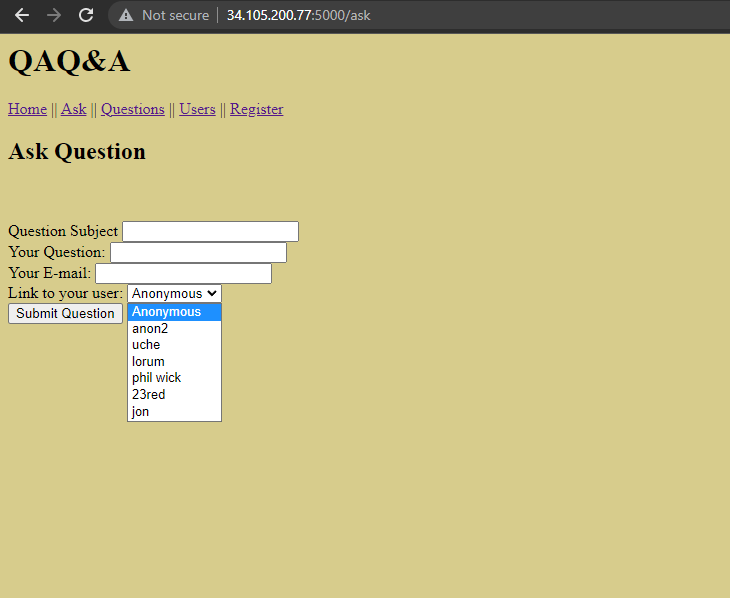 Not secure | 34.105.200.77:5000/ask
QAQ&A
Home || Ask || Questions || Users || Register
Ask Question
Question Subject
Your Question:
Your E-mail:
Link to your user: Anonymous
Submit Question
Anonymous
anon2
uche
lorum
phil wick
23red
jon